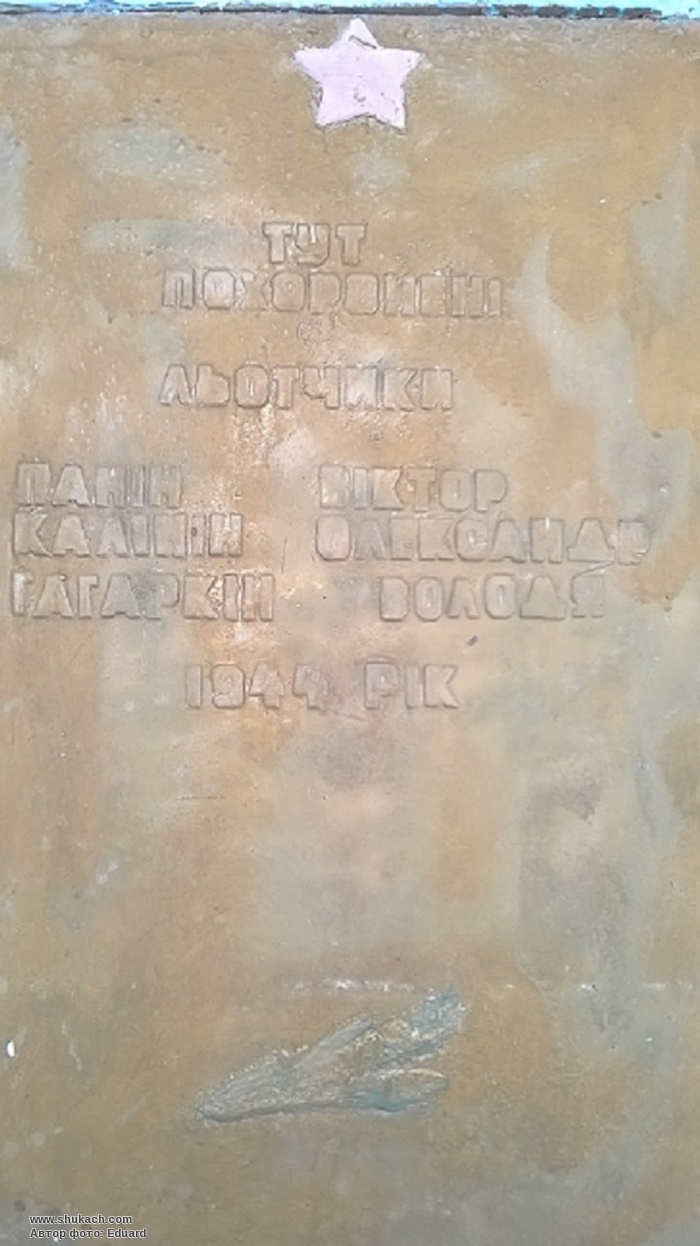 ТУТ
ПОХОРОНЕНІ
ЛЬОТЧИКИ
ПАНІН ВІКТОР
КАЛІНІН ОЛЕКСАНДР
ГАГАРКІН ВОЛОДЯ
1944 РІК
www.shukach.com
Автор фото: Eduard